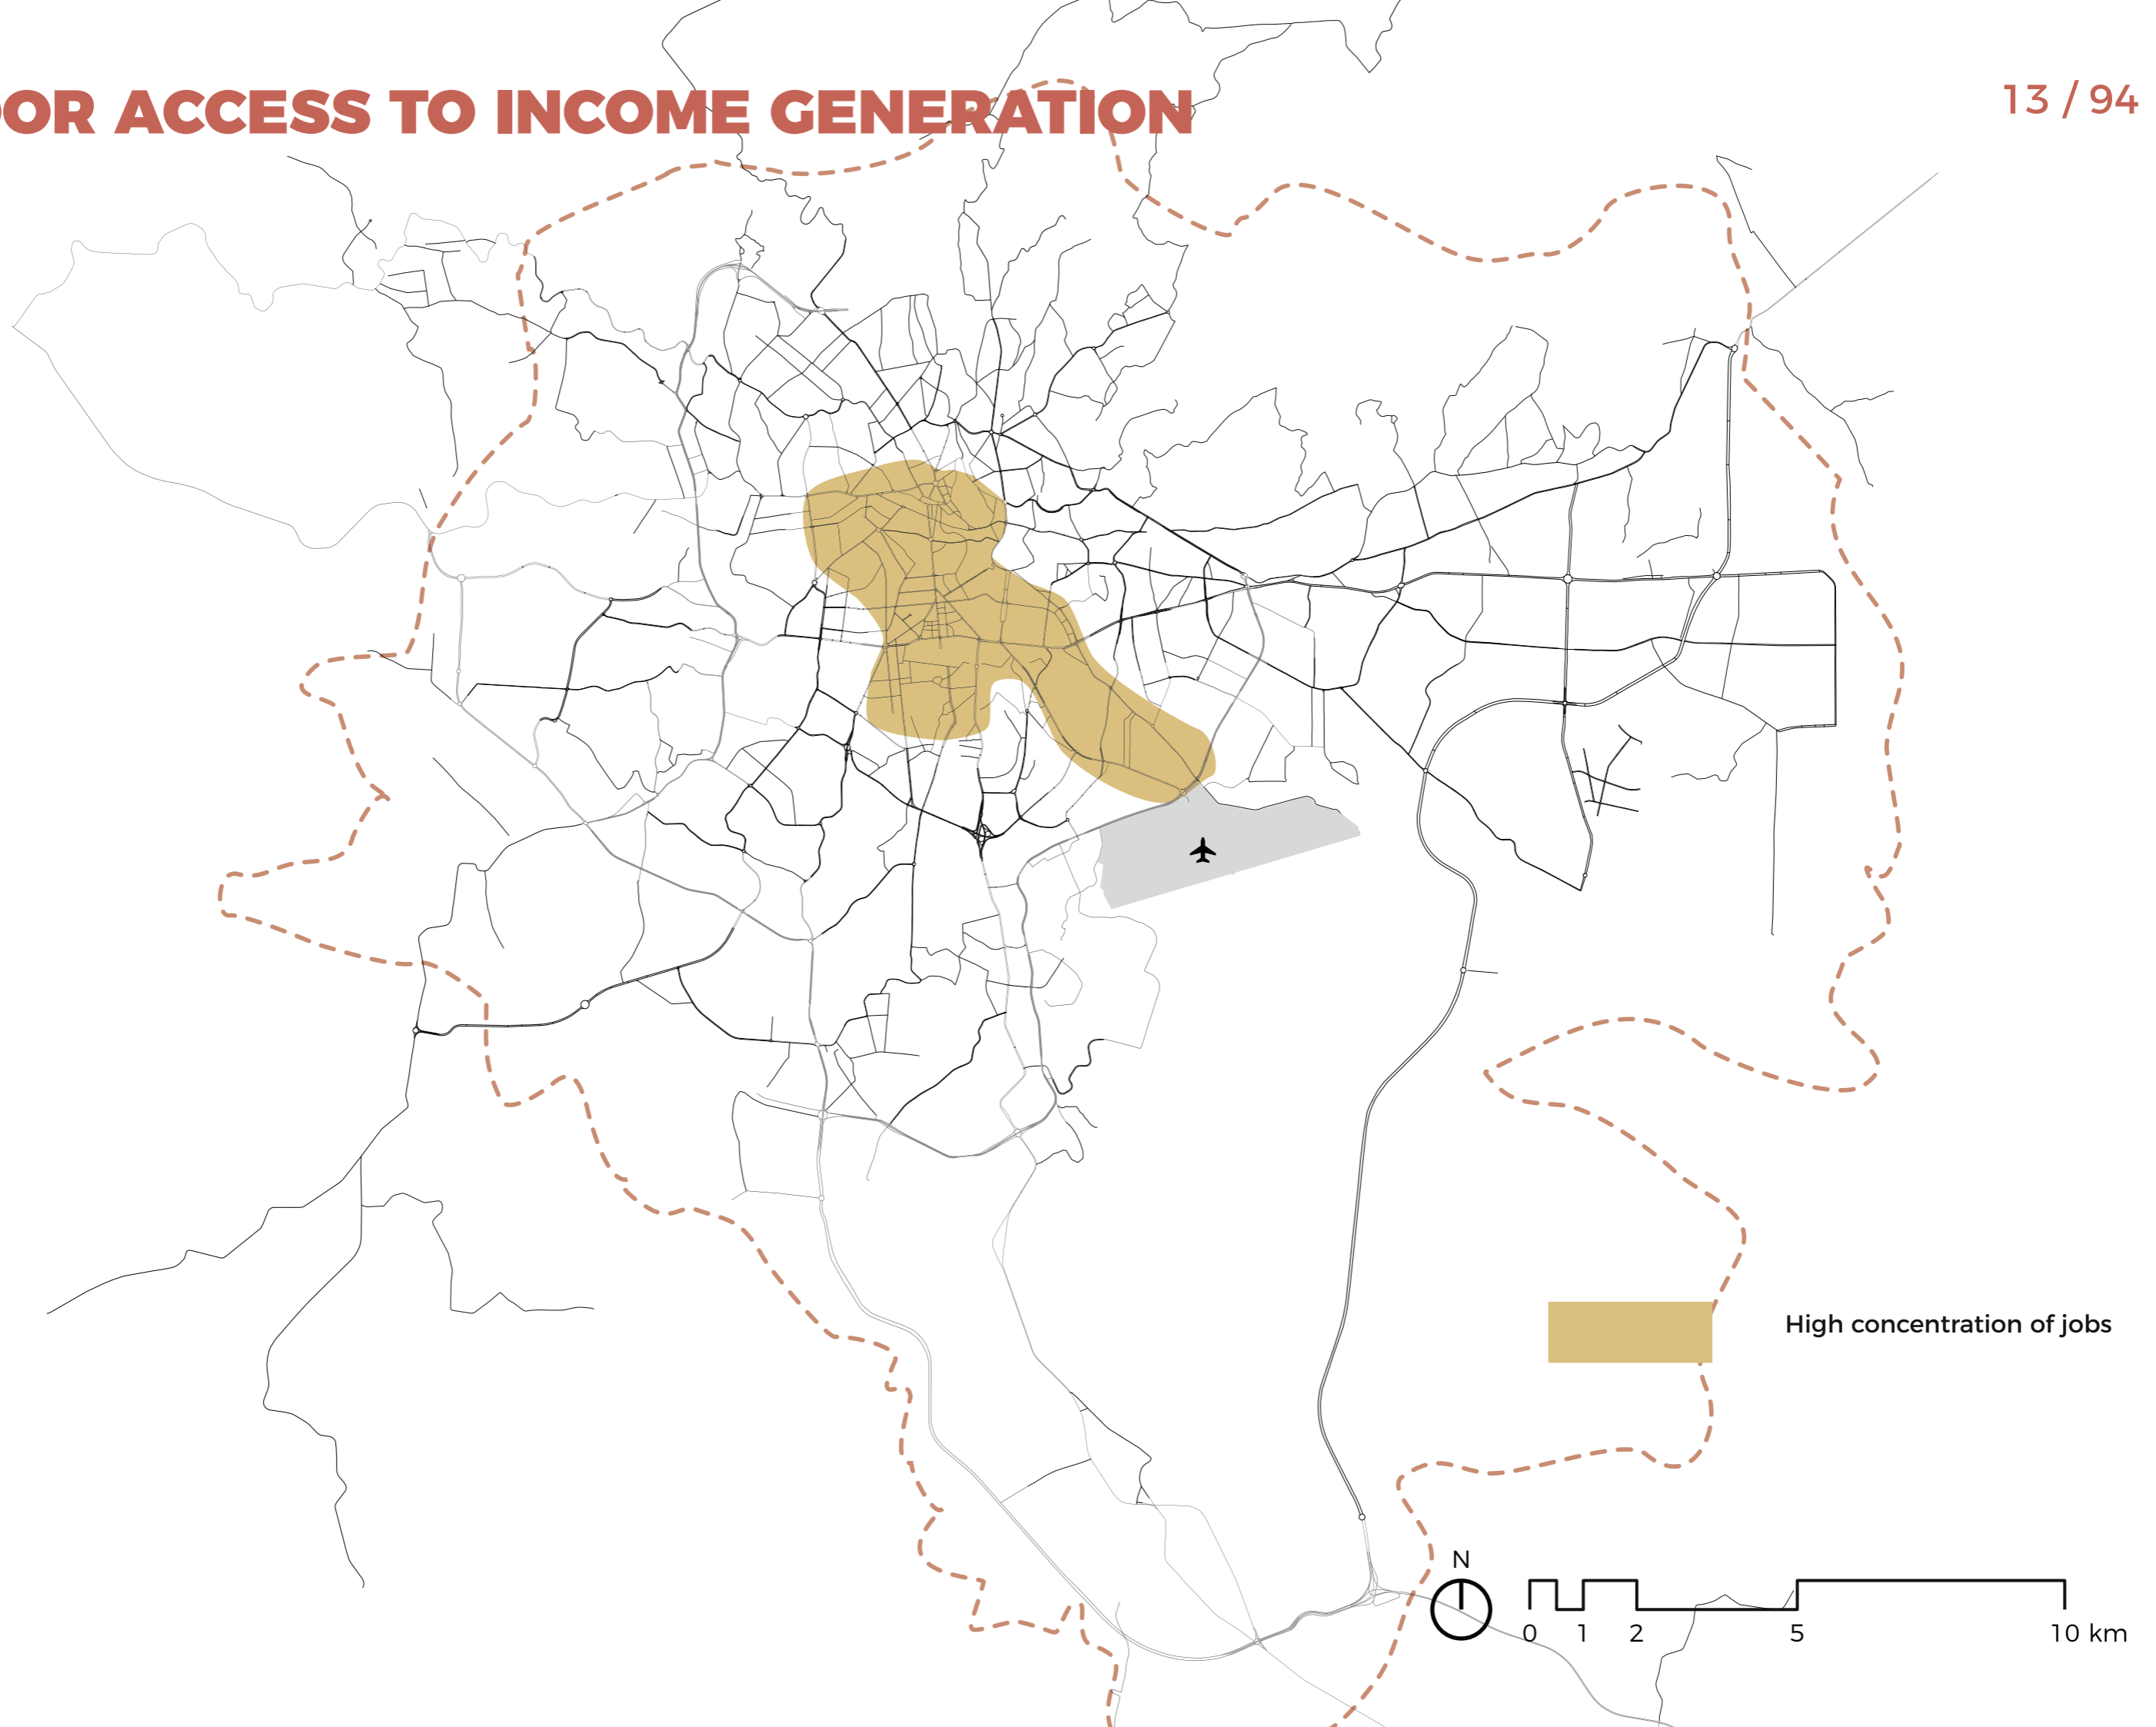 OR ACCESS TO INCOME GENERATION
13 / 94
High concentration of jobs
N
0 1 2 5 10 km